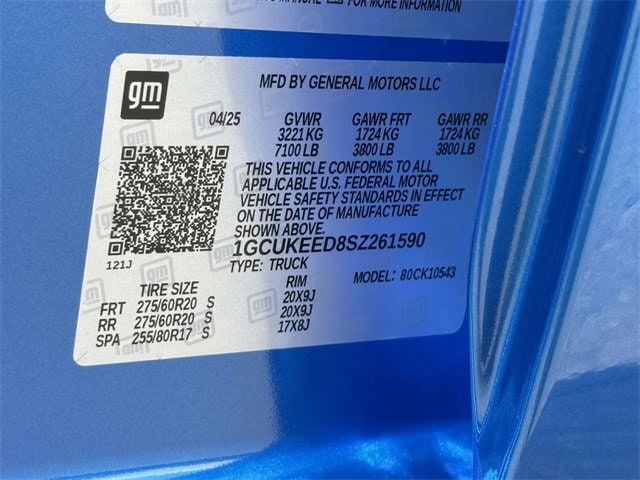 FOR MORE INFORMATION
gm
MFD BY GENERAL MOTORS LLC
04/25 GVWR GAWR FRT GAWR RR
3221 KG 1724 KG 1724 KG
7100 LB 3800 LB 3800 LB
THIS VEHICLE CONFORMS TO ALL
APPLICABLE U.S. FEDERAL MOTOR
VEHICLE SAFETY STANDARDS IN EFFECT
ON THE DATE OF MANUFACTURE
SHOWN ABOVE.
1GCUKEED8SZ261590
121J
TYPE: TRUCK
MODEL: 80CK10543
TIRE SIZE RIM
FRT 275/60R20 S 20X9J
RR 275/60R20 S 20X9J
SPA 255/80R17 S 17X8J